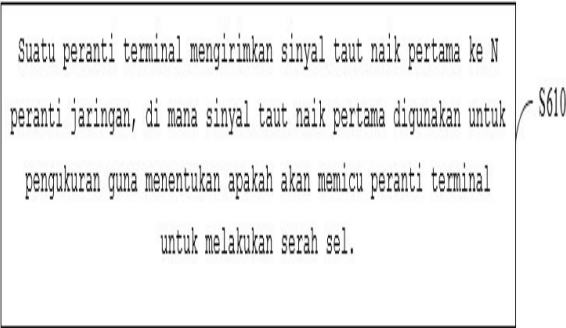 Suatu peranti terminal mengirimkan sinyal taut naik pertama ke N
peranti jaringan, di mana sinyal taut naik pertama digunakan untuk
pengukuran guna menentukan apakah akan memicu peranti terminal
untuk melakukan serah sel.
S610